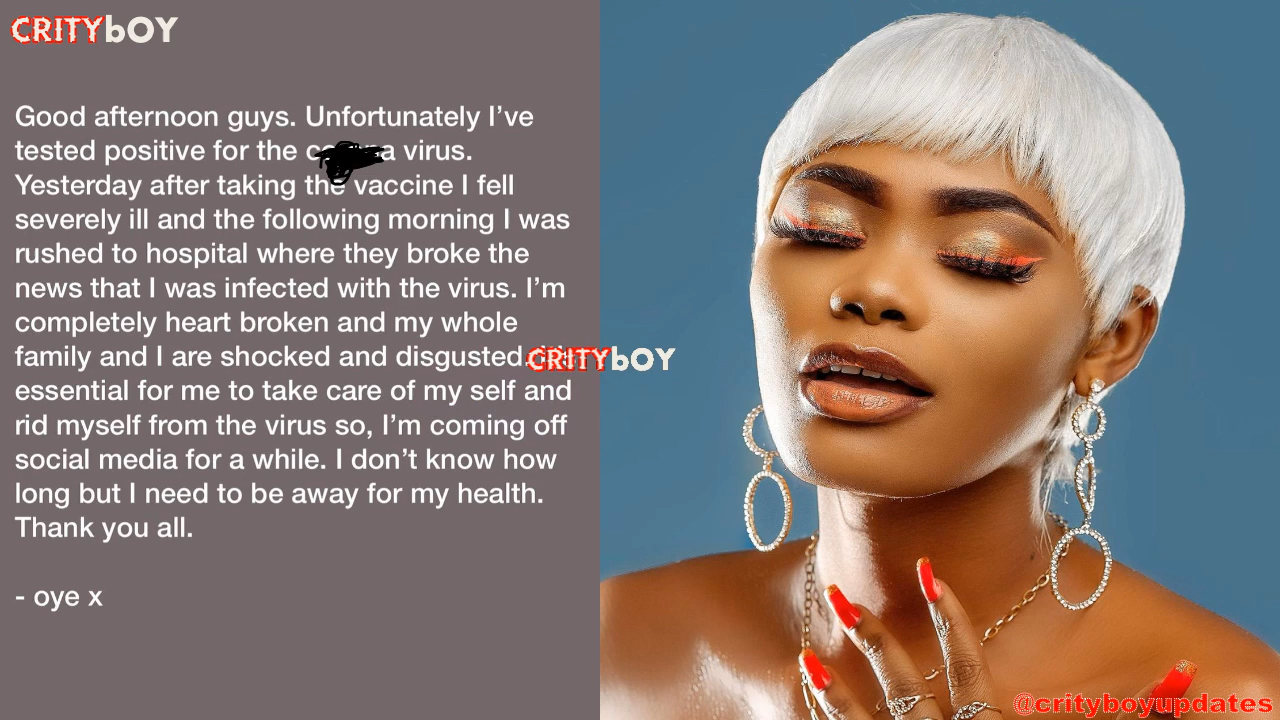 CRITYbOY
Good afternoon guys. Unfortunately I've
tested positive for the a virus.
Yesterday after taking the vaccine I fell
severely ill and the following morning I was
rushed to hospital where they broke the
news that I was infected with the virus. I'm
completely heart broken and my whole
family and I are shocked and disgusted.
CRITYbOY
essential for me to take care of my self and
rid myself from the virus so, I'm coming off
social media for a while. I don't know how
long but I need to be away for my health.
Thank you all.
- oye x
@crityboyupdates